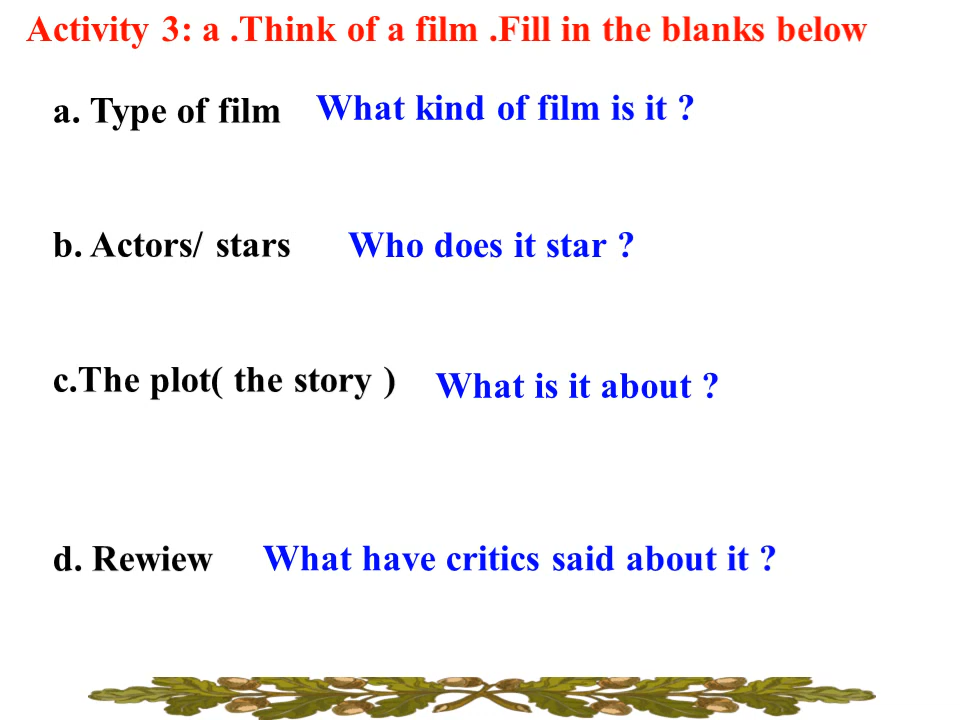 Activity 3: a .Think of a film .Fill in the blanks below
a. Type of film What kind of film is it ?
b. Actors/ stars Who does it star ?
c.The plot( the story ) What is it about ?
d. Rewiew What have critics said about it ?